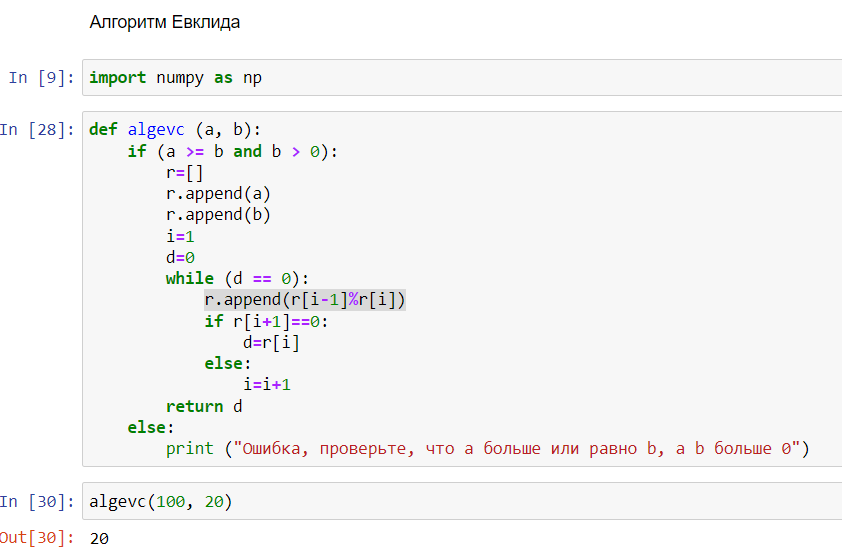 Алгоритм Евклида
In [9]: import numpy as np
In [28]: def algevc (a, b):
    if (a >= b and b > 0):
        r=[]
        r.append(a)
        r.append(b)
        i=1
        d=0
        while (d == 0):
            r.append(r[i-1]%r[i])
            if r[i+1]==0:
                d=r[i]
            else:
                i=i+1
        return d
    else:
        print ("Ошибка, проверьте, что а больше или равно b, а b больше 0")
In [30]: algevc(100, 20)
Out[30]: 20